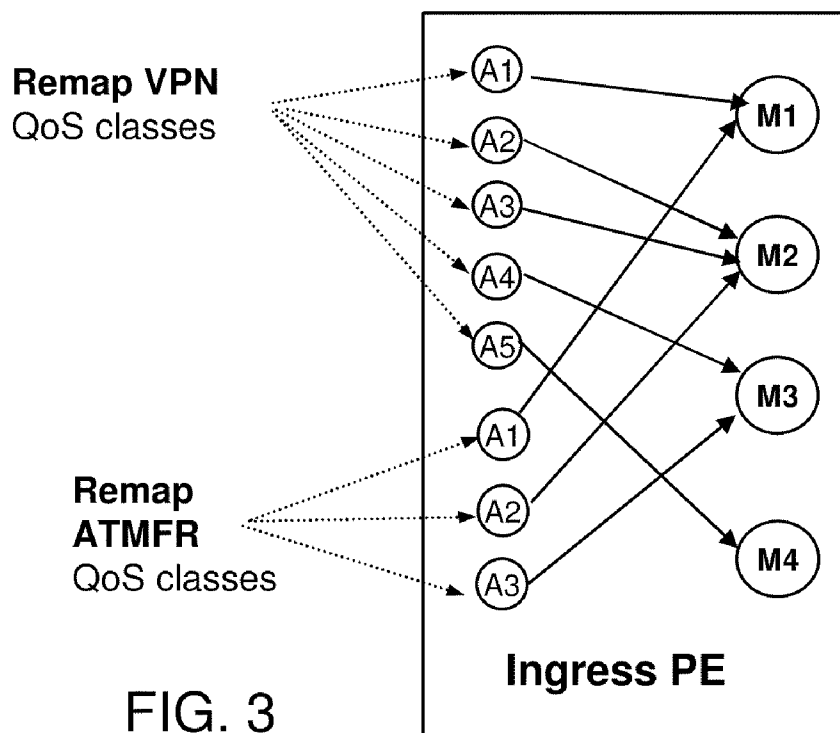 Remap VPN
QoS classes
A1
A2
A3
A4
A5
A1
A2
A3
M1
M2
M3
M4
Remap
ATMFR
QoS classes
Ingress PE
FIG. 3